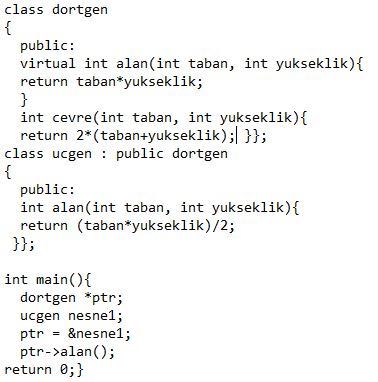 class dortgen
{
  public:
  virtual int alan(int taban, int yukseklik){
  return taban*yukseklik;
  }
  int cevre(int taban, int yukseklik){
  return 2*(taban+yukseklik); }};
class ucgen : public dortgen
{
  public:
  int alan(int taban, int yukseklik){
  return (taban*yukseklik)/2;
 }};

int main(){
  dortgen *ptr;
  ucgen nesne1;
  ptr = &nesne1;
  ptr->alan();
return 0;}